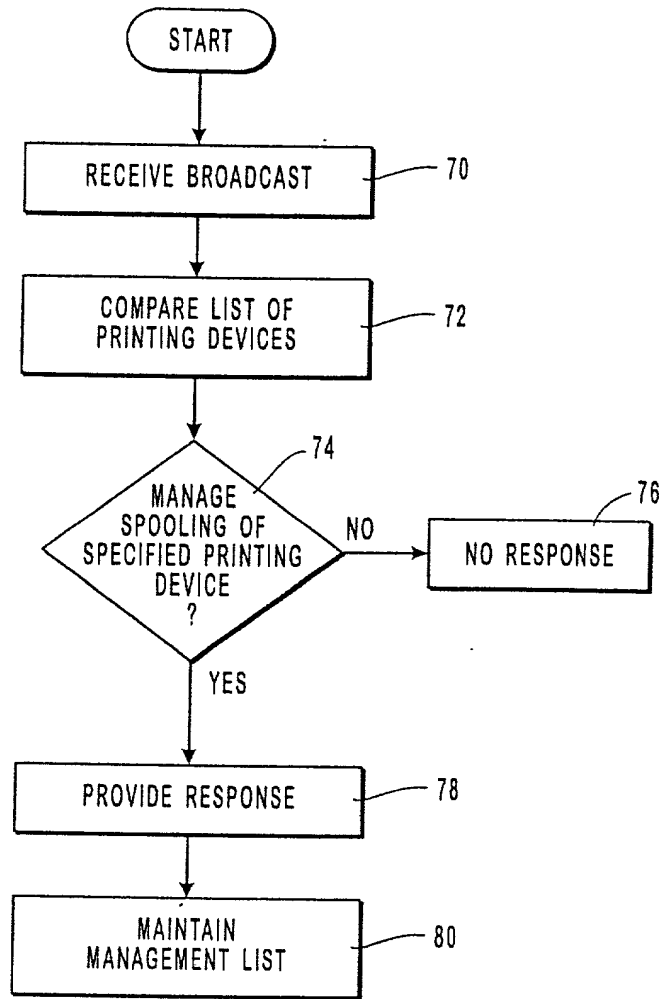 START
RECEIVE BROADCAST
70
COMPARE LIST OF
PRINTING DEVICES
72
74
MANAGE
SPOOLING OF
SPECIFIED PRINTING
DEVICE
?
NO
76
NO RESPONSE
YES
PROVIDE RESPONSE
78
MAINTAIN
MANAGEMENT LIST
80